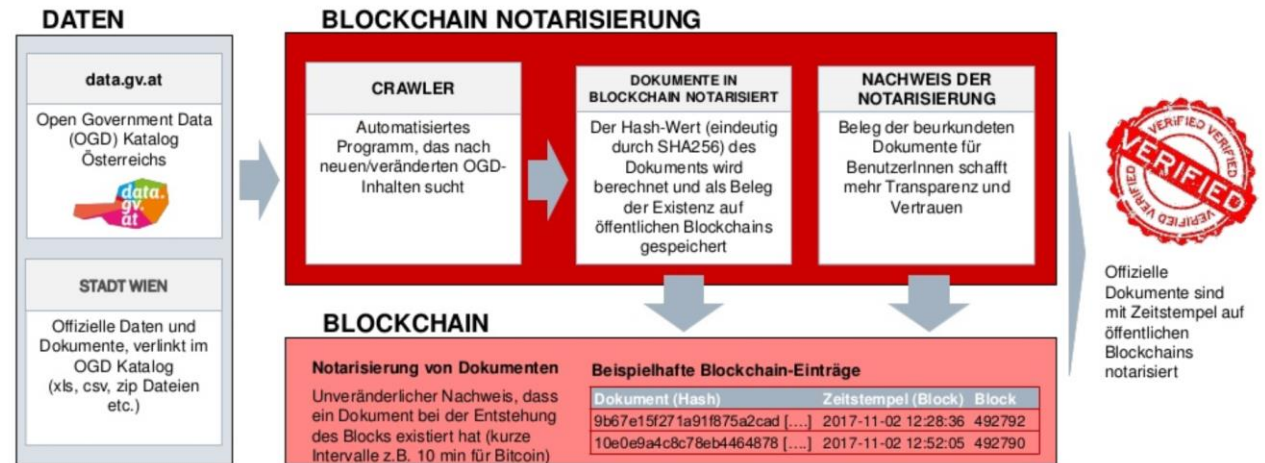 DATEN
data.gv.at
Open Government Data
(OGD) Katalog
Österreichs
data.
gv.
at
STADT WIEN
Offizielle Daten und
Dokumente, verlinkt im
OGD Katalog
(xls, csv, zip Dateien
etc.)
BLOCKCHAIN NOTARISIERUNG
CRAWLER
Automatisiertes
Programm, das nach
neuen/veränderten OGD-
Inhalten sucht
DOKUMENTE IN
BLOCKCHAIN NOTARISIERT
Der Hash-Wert (eindeutig
durch SHA256) des
Dokuments wird
berechnet und als Beleg
der Existenz auf
öffentlichen Blockchains
gespeichert
NACHWEIS DER
NOTARISIERUNG
Beleg der beurkundeten
Dokumente für
BenutzerInnen schafft
mehr Transparenz und
Vertrauen
BLOCKCHAIN
Notarisierung von Dokumenten
Unveränderlicher Nachweis, dass
ein Dokument bei der Entstehung
des Blocks existiert hat (kurze
Intervalle z.B. 10 min für Bitcoin)
Beispielhafte Blockchain-Einträge
Dokument (Hash) Zeitstempel (Block) Block
9b67e15f271a91f875a2cad [....] 2017-11-02 12:28:36 492792
10e0e9a4c8c78eb4464878 [....] 2017-11-02 12:52:05 492790
VERIFIED VERIFIED
VERIFIED
VERIFIED VERIFIED VERIFIED
Offizielle
Dokumente sind
mit Zeitstempel auf
öffentlichen
Blockchains
notarisiert